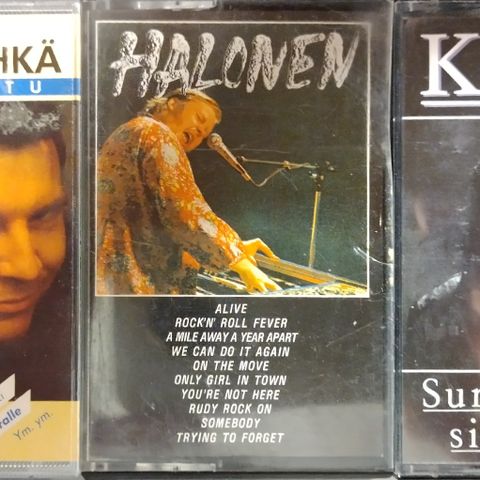 HKÄ
TU
Ym. ym.
HALONEN
ALIVE
ROCK'N' ROLL FEVER
A MILE AWAY A YEAR APART
WE CAN DO IT AGAIN
ON THE MOVE
ONLY GIRL IN TOWN
YOU'RE NOT HERE
RUDY ROCK ON
SOMEBODY
TRYING TO FORGET
K
Sur
si